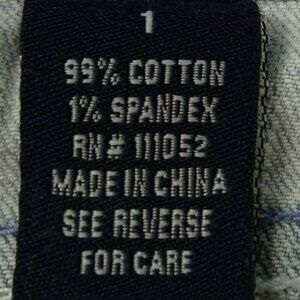 1
99% COTTON
1% SPANDEX
RN# 111052
MADE IN CHINA
SEE REVERSE
FOR CARE